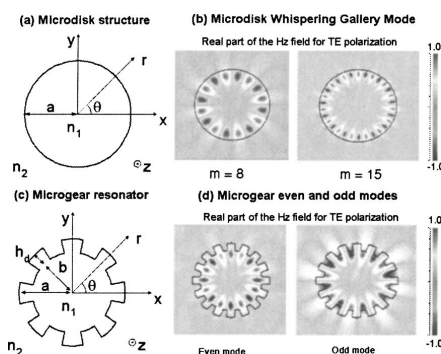 (a) Microdisk structure
y
r
a
θ
n1
x
n2
z
(b) Microdisk Whispering Gallery Mode
Real part of the Hz field for TE polarization
1.0
-1.0
m = 8
m = 15
(c) Microgear resonator
y
r
hd
b
a
θ
n1
x
n2
z
(d) Microgear even and odd modes
Real part of the Hz field for TE polarization
1.0
-1.0
Even mode
Odd mode